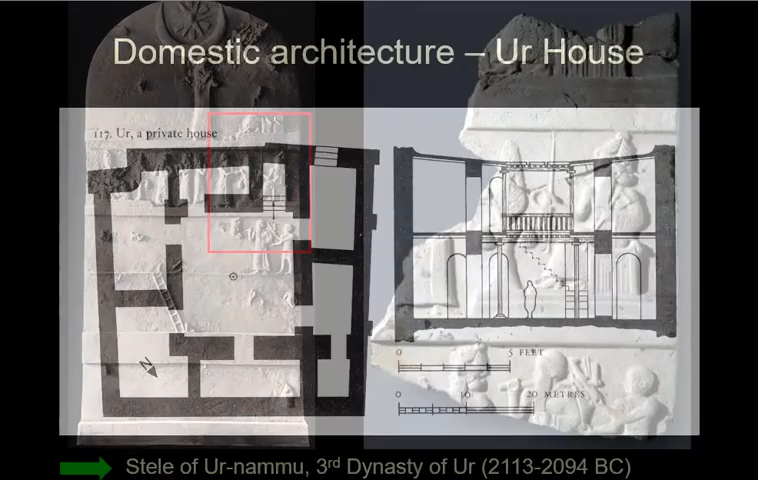 Domestic architecture – Ur House
117. Ur, a private house
N
0 5 FEET
0 10 20 METRES
Stele of Ur-nammu, 3rd Dynasty of Ur (2113-2094 BC)